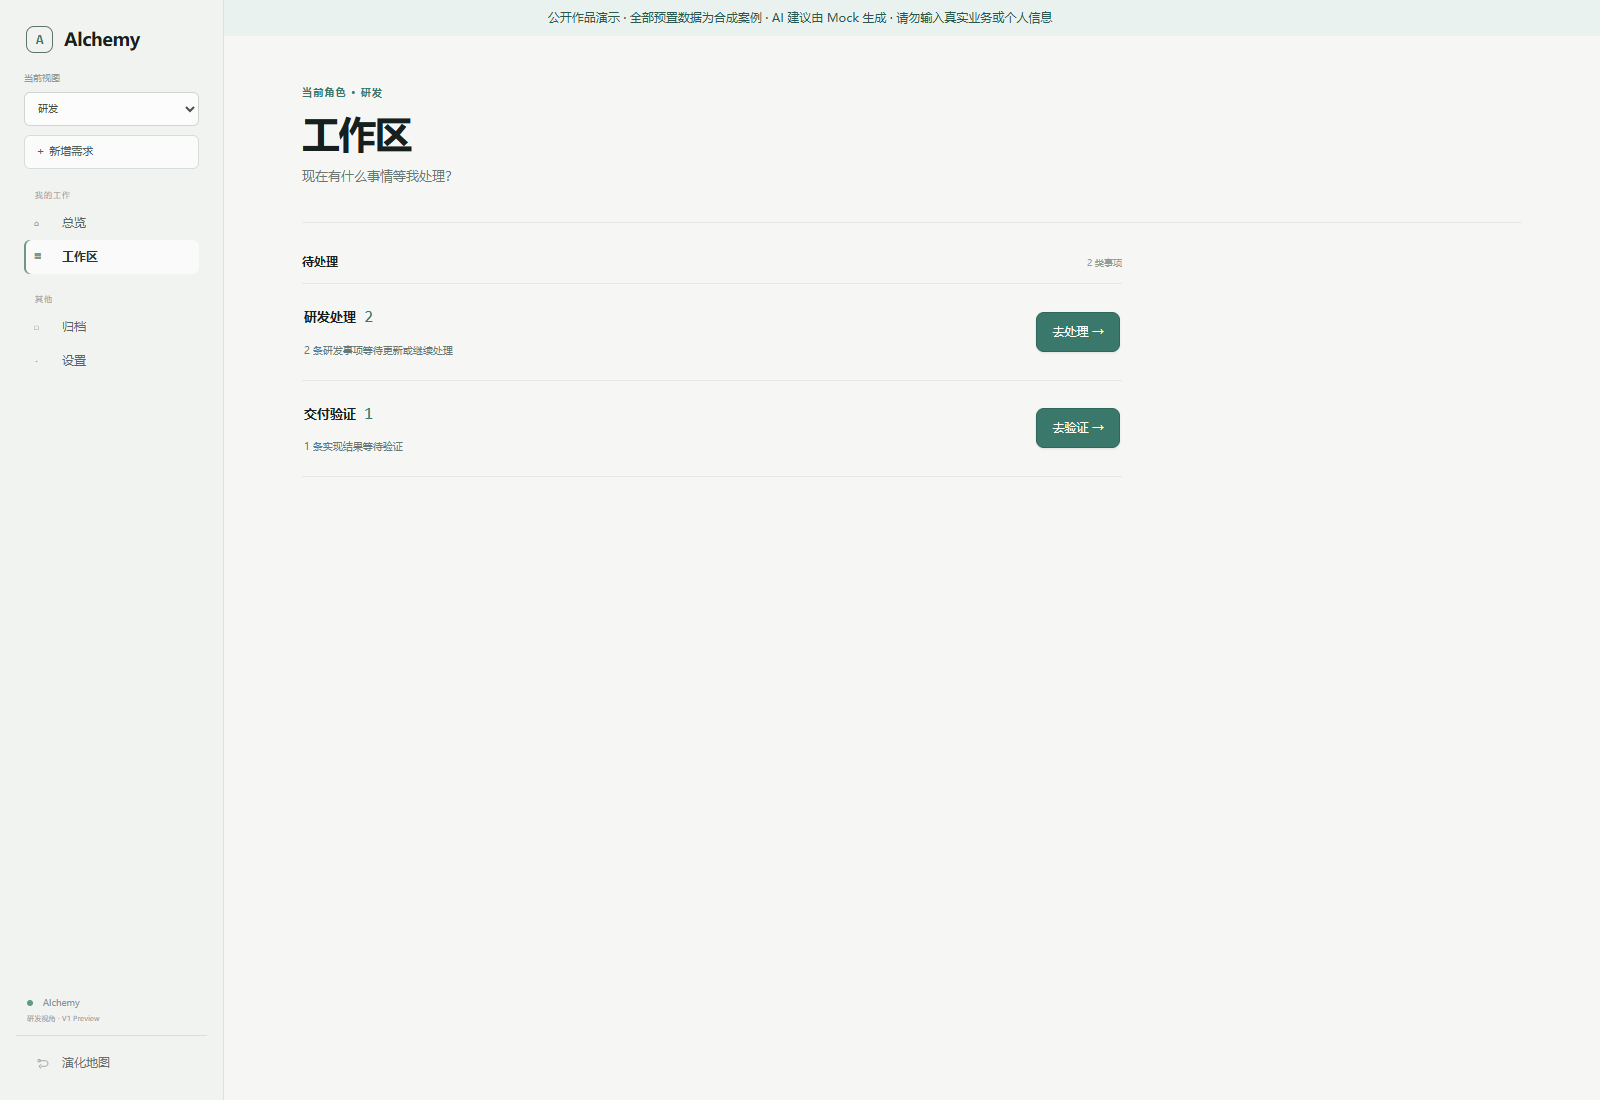 公开作品演示 · 全部预置数据为合成案例 · AI 建议由 Mock 生成 · 请勿输入真实业务或个人信息
A Alchemy
当前视图
研发
+ 新增需求
我的工作
总览
工作区
其他
归档
设置
Alchemy
研发视角 · V1 Preview
演化地图
当前角色 • 研发
工作区
现在有什么事情等我处理?
待处理
2 类事项
研发处理 2
2 条研发事项等待更新或继续处理
去处理 →
交付验证 1
1 条实现结果等待验证
去验证 →